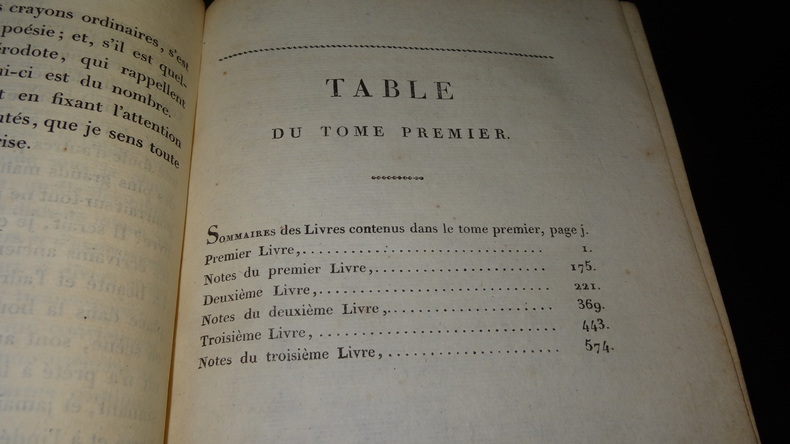 s crayons ordinaires, s'est
poésie; et, s'il est quel-
rodote, qui rappellent
ui-ci est du nombre.
t en fixant l'attention
ités, que je sens toute
rise.
TABLE
DU TOME PREMIER.
SOMMAIRES des Livres contenus dans le tome premier, page j.
Premier Livre,................................ 1.
Notes du premier Livre,........................ 175.
Deuxième Livre,................................ 221.
Notes du deuxième Livre,....................... 369.
Troisième Livre, .............................. 443.
Notes du troisième Livre, ..................... 574.